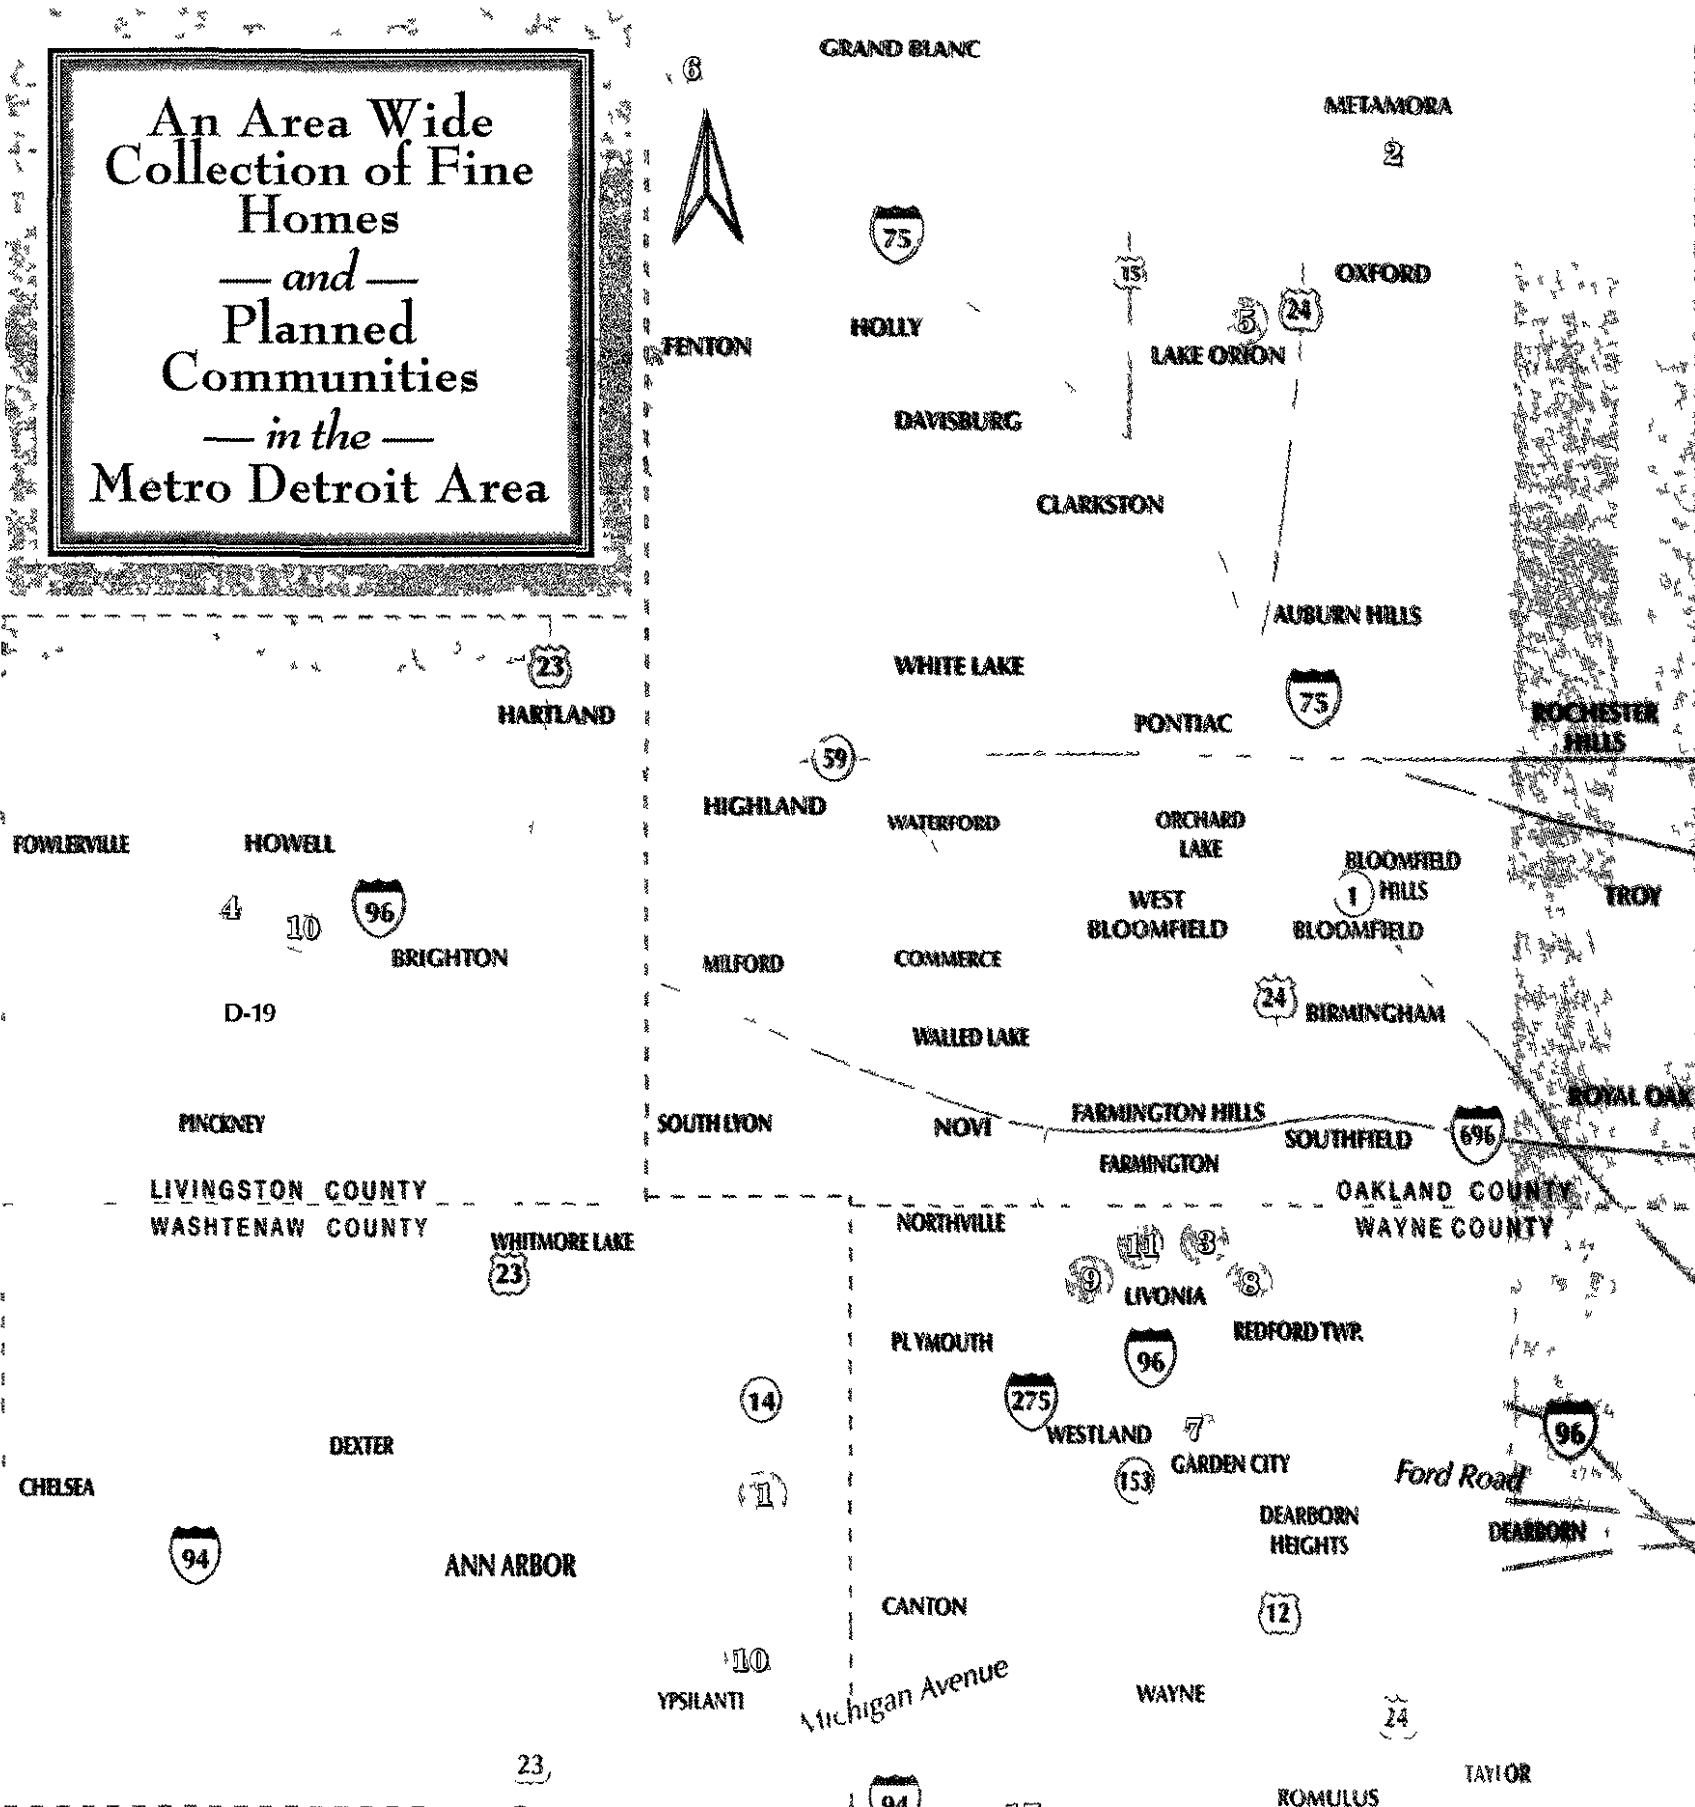 An Area Wide
Collection of Fine
Homes
— and —
Planned
Communities
— in the —
Metro Detroit Area
GRAND BLANC
6
METAMORA
2
75
15
OXFORD
5
24
HOLLY
FENTON
LAKE ORION
DAVISBURG
CLARKSTON
AUBURN HILLS
23
WHITE LAKE
75
HARTLAND
PONTIAC
ROCHESTER
HILLS
59
HIGHLAND
WATERFORD
ORCHARD
LAKE
FOWLERVILLE
HOWELL
BLOOMFIELD
HILLS
1
TROY
4
10
96
WEST
BLOOMFIELD
BLOOMFIELD
BRIGHTON
MILFORD
COMMERCE
24
BIRMINGHAM
D-19
WALLED LAKE
ROYAL OAK
PINCKNEY
SOUTH LYON
NOVI
FARMINGTON HILLS
SOUTHFIELD
696
FARMINGTON
LIVINGSTON COUNTY
OAKLAND COUNTY
WASHTENAW COUNTY
WAYNE COUNTY
NORTHVILLE
WHITMORE LAKE
23
11
3
9
8
LIVONIA
REDFORD TWP.
PLYMOUTH
96
14
275
96
WESTLAND
7
DEXTER
GARDEN CITY
153
Ford Road
CHELSEA
1
DEARBORN
HEIGHTS
DEARBORN
94
ANN ARBOR
CANTON
12
10
Michigan Avenue
YPSILANTI
WAYNE
24
23
TAYLOR
94
ROMULUS